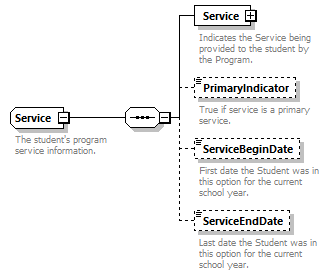 Service
Indicates the Service being
provided to the student by
the Program.
PrimaryIndicator
True if service is a primary
service.
Service
The student's program
service information.
ServiceBeginDate
First date the Student was in
this option for the current
school year.
ServiceEndDate
Last date the Student was in
this option for the current
school year.